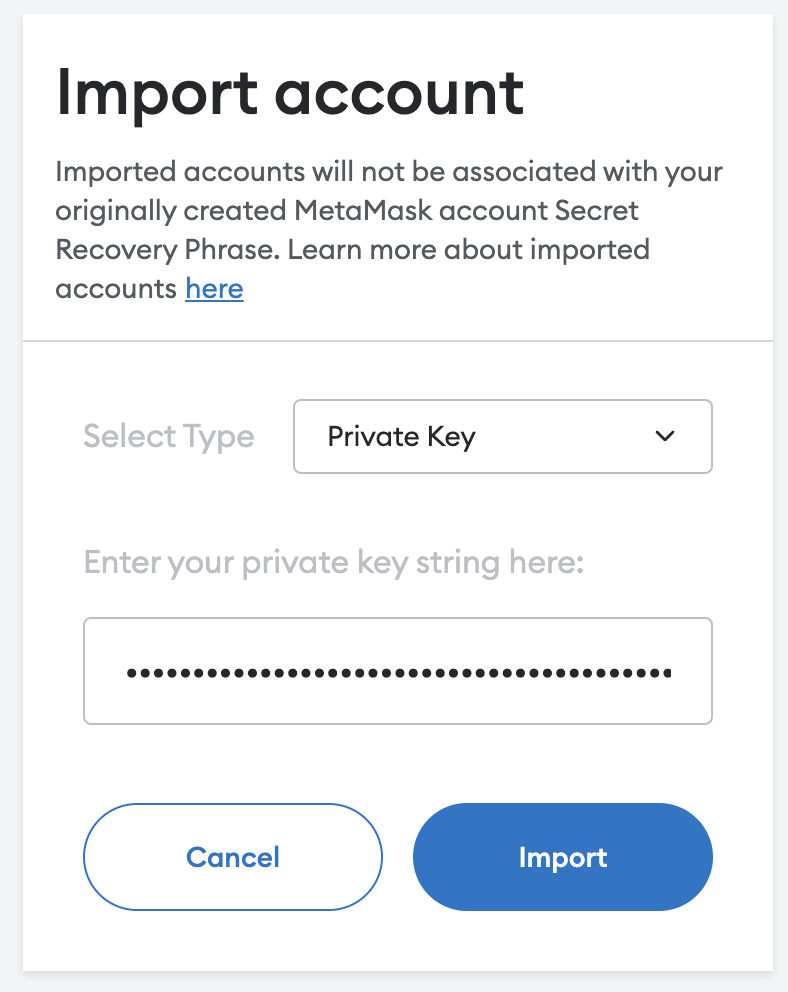 Import account
Imported accounts will not be associated with your
originally created MetaMask account Secret
Recovery Phrase. Learn more about imported
accounts here
Select Type
Private Key
Enter your private key string here:
Cancel
Import